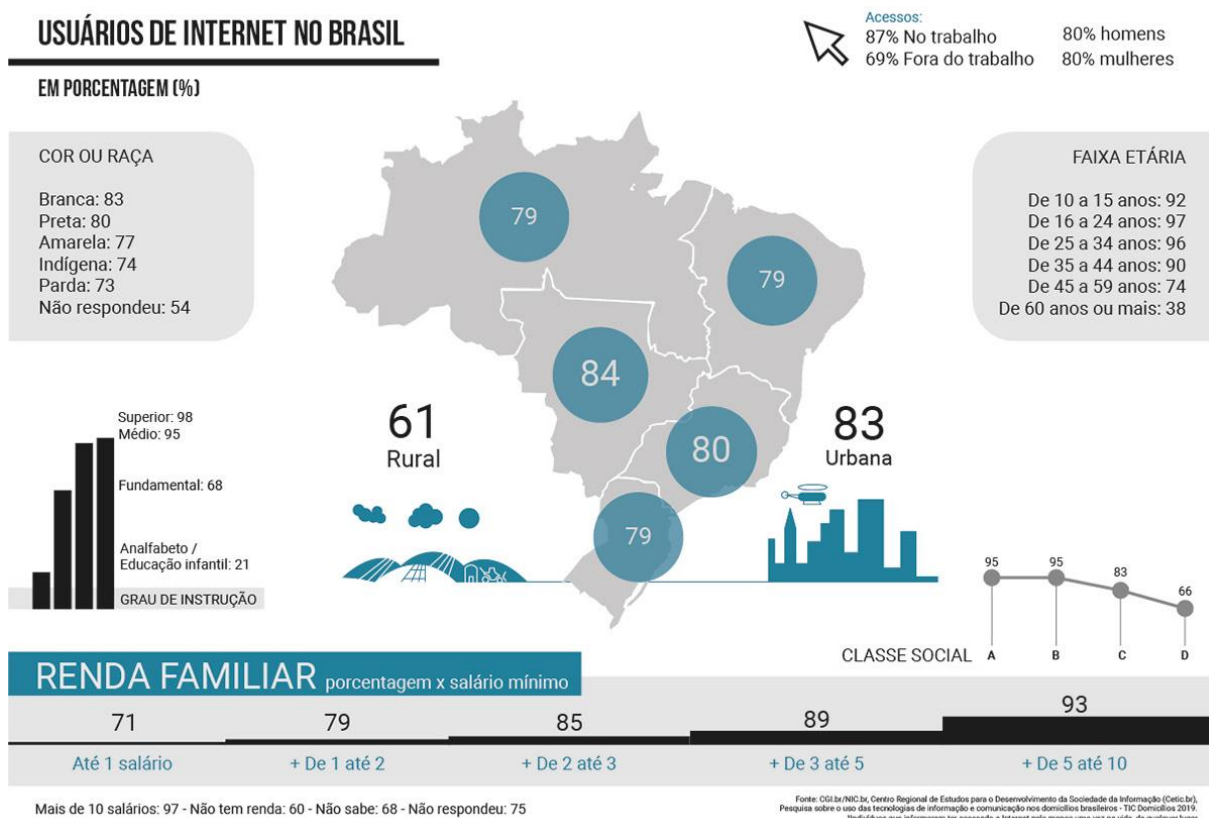 USUÁRIOS DE INTERNET NO BRASIL
EM PORCENTAGEM (%)
Acessos:
87% No trabalho
69% Fora do trabalho
80% homens
80% mulheres
COR OU RAÇA
Branca: 83
Preta: 80
Amarela: 77
Indígena: 74
Parda: 73
Não respondeu: 54
FAIXA ETÁRIA
De 10 a 15 anos: 92
De 16 a 24 anos: 97
De 25 a 34 anos: 96
De 35 a 44 anos: 90
De 45 a 59 anos: 74
De 60 anos ou mais: 38
79
79
84
80
79
61
Rural
83
Urbana
Superior: 98
Médio: 95
Fundamental: 68
Analfabeto /
Educação infantil: 21
GRAU DE INSTRUÇÃO
95
95
83
66
CLASSE SOCIAL
A
B
C
D
RENDA FAMILIAR porcentagem x salário mínimo
71
79
85
89
93
Até 1 salário
+ De 1 até 2
+ De 2 até 3
+ De 3 até 5
+ De 5 até 10
Mais de 10 salários: 97 - Não tem renda: 60 - Não sabe: 68 - Não respondeu: 75
Fonte: CGI.br/NIC.br, Centro Regional de Estudos para o Desenvolvimento da Sociedade da Informação (Cetic.br),
Pesquisa sobre o uso das tecnologias de informação e comunicação nos domicílios brasileiros - TIC Domicílios 2019.